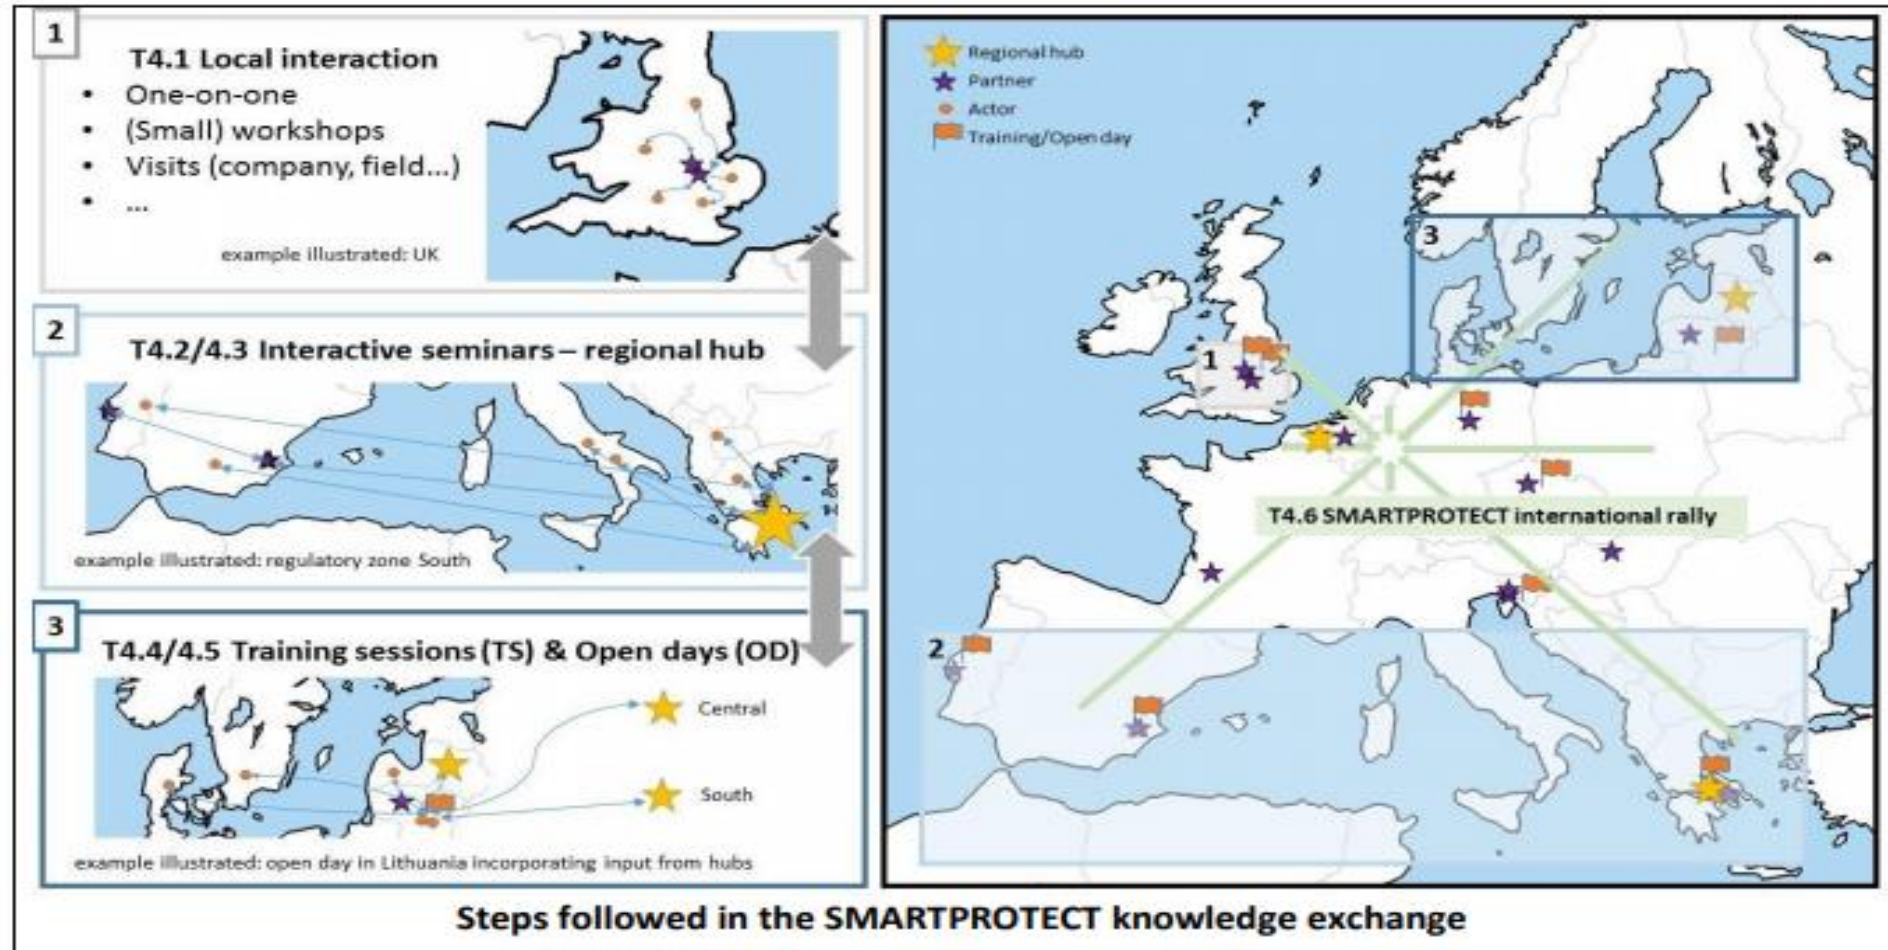 1
T4.1 Local interaction
• One-on-one
• (Small) workshops
• Visits (company, field...)
• ...
example illustrated: UK
2
T4.2/4.3 Interactive seminars – regional hub
example illustrated: regulatory zone South
3
T4.4/4.5 Training sessions (TS) & Open days (OD)
Central
South
example illustrated: open day in Lithuania incorporating input from hubs
Regional hub
Partner
Actor
Training/Open day
3
1
T4.6 SMARTPROTECT international rally
2
Steps followed in the SMARTPROTECT knowledge exchange